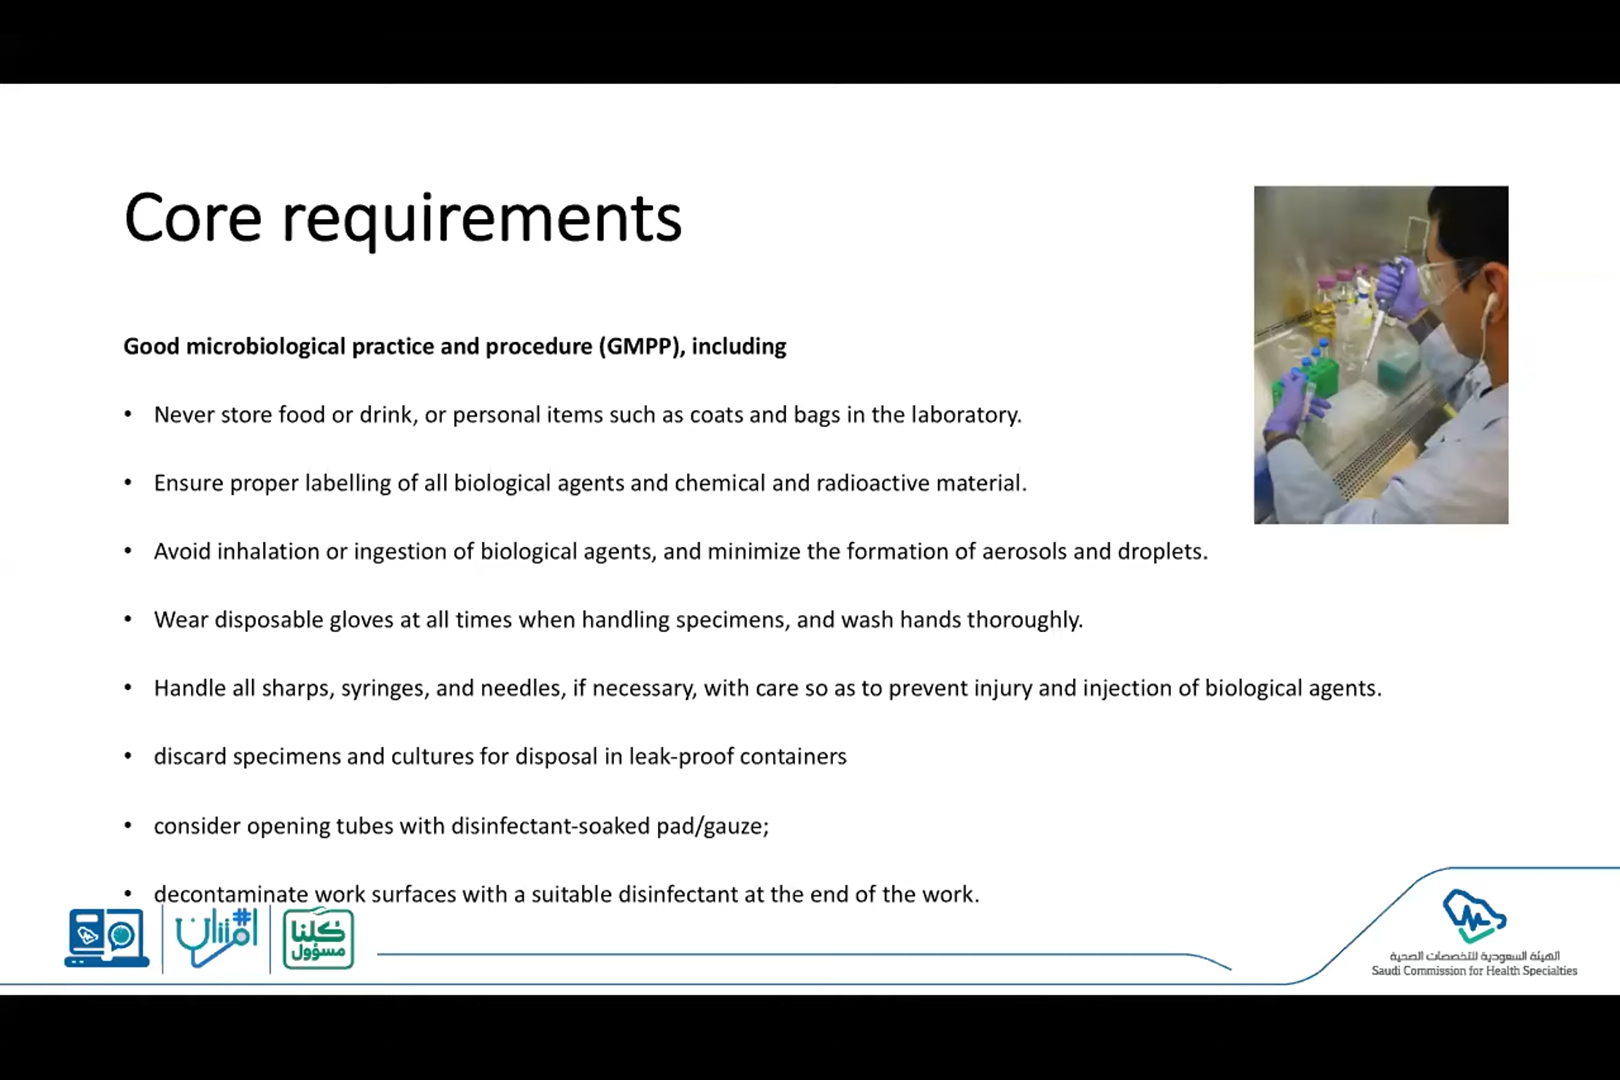 Core requirements
Good microbiological practice and procedure (GMPP), including
• Never store food or drink, or personal items such as coats and bags in the laboratory.
• Ensure proper labelling of all biological agents and chemical and radioactive material.
• Avoid inhalation or ingestion of biological agents, and minimize the formation of aerosols and droplets.
• Wear disposable gloves at all times when handling specimens, and wash hands thoroughly.
• Handle all sharps, syringes, and needles, if necessary, with care so as to prevent injury and injection of biological agents.
• discard specimens and cultures for disposal in leak-proof containers
• consider opening tubes with disinfectant-soaked pad/gauze;
• decontaminate work surfaces with a suitable disinfectant at the end of the work.
كلنا
مسؤول
الهيئة السعودية للتخصصات الصحية
Saudi Commission for Health Specialties